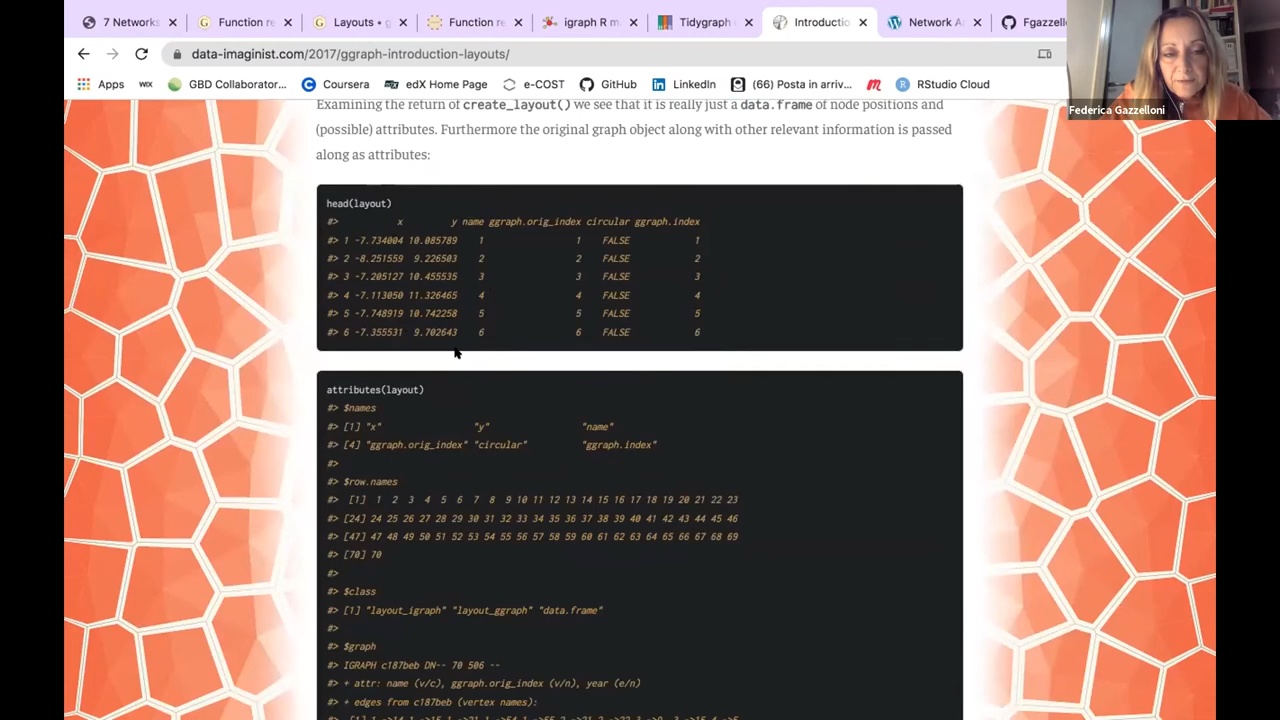 7 Networks
Function re
Layouts • g
Function re
igraph R m
Tidygraph
Introductio
Network A
Fgazzello
data-imaginist.com/2017/ggraph-introduction-layouts/
Apps
WIX
GBD Collaborator...
Coursera
edX Home Page
e-COST
GitHub
LinkedIn
(66) Posta in arriv...
RStudio Cloud
Federica Gazzelloni
Examining the return of create_layout() we see that it is really just a data.frame of node positions and
(possible) attributes. Furthermore the original graph object along with other relevant information is passed
along as attributes:
head(layout)
#> x y name ggraph.orig_index circular ggraph.index
#> 1 -7.734004 10.085789 1 1 FALSE 1
#> 2 -8.251559 9.226503 2 2 FALSE 2
#> 3 -7.205127 10.455535 3 3 FALSE 3
#> 4 -7.113050 11.326465 4 4 FALSE 4
#> 5 -7.748919 10.742258 5 5 FALSE 5
#> 6 -7.355531 9.702643 6 6 FALSE 6
attributes(layout)
#> $names
#> [1] "x" "y" "name"
#> [4] "ggraph.orig_index" "circular" "ggraph.index"
#>
#> $row.names
#> [1] 1 2 3 4 5 6 7 8 9 10 11 12 13 14 15 16 17 18 19 20 21 22 23
#> [24] 24 25 26 27 28 29 30 31 32 33 34 35 36 37 38 39 40 41 42 43 44 45 46
#> [47] 47 48 49 50 51 52 53 54 55 56 57 58 59 60 61 62 63 64 65 66 67 68 69
#> [70] 70
#>
#> $class
#> [1] "layout_igraph" "layout_ggraph" "data.frame"
#>
#> $graph
#> IGRAPH c187beb DN-- 70 506 --
#> + attr: name (v/c), ggraph.orig_index (v/n), year (e/n)
#> + edges from c187beb (vertex names):